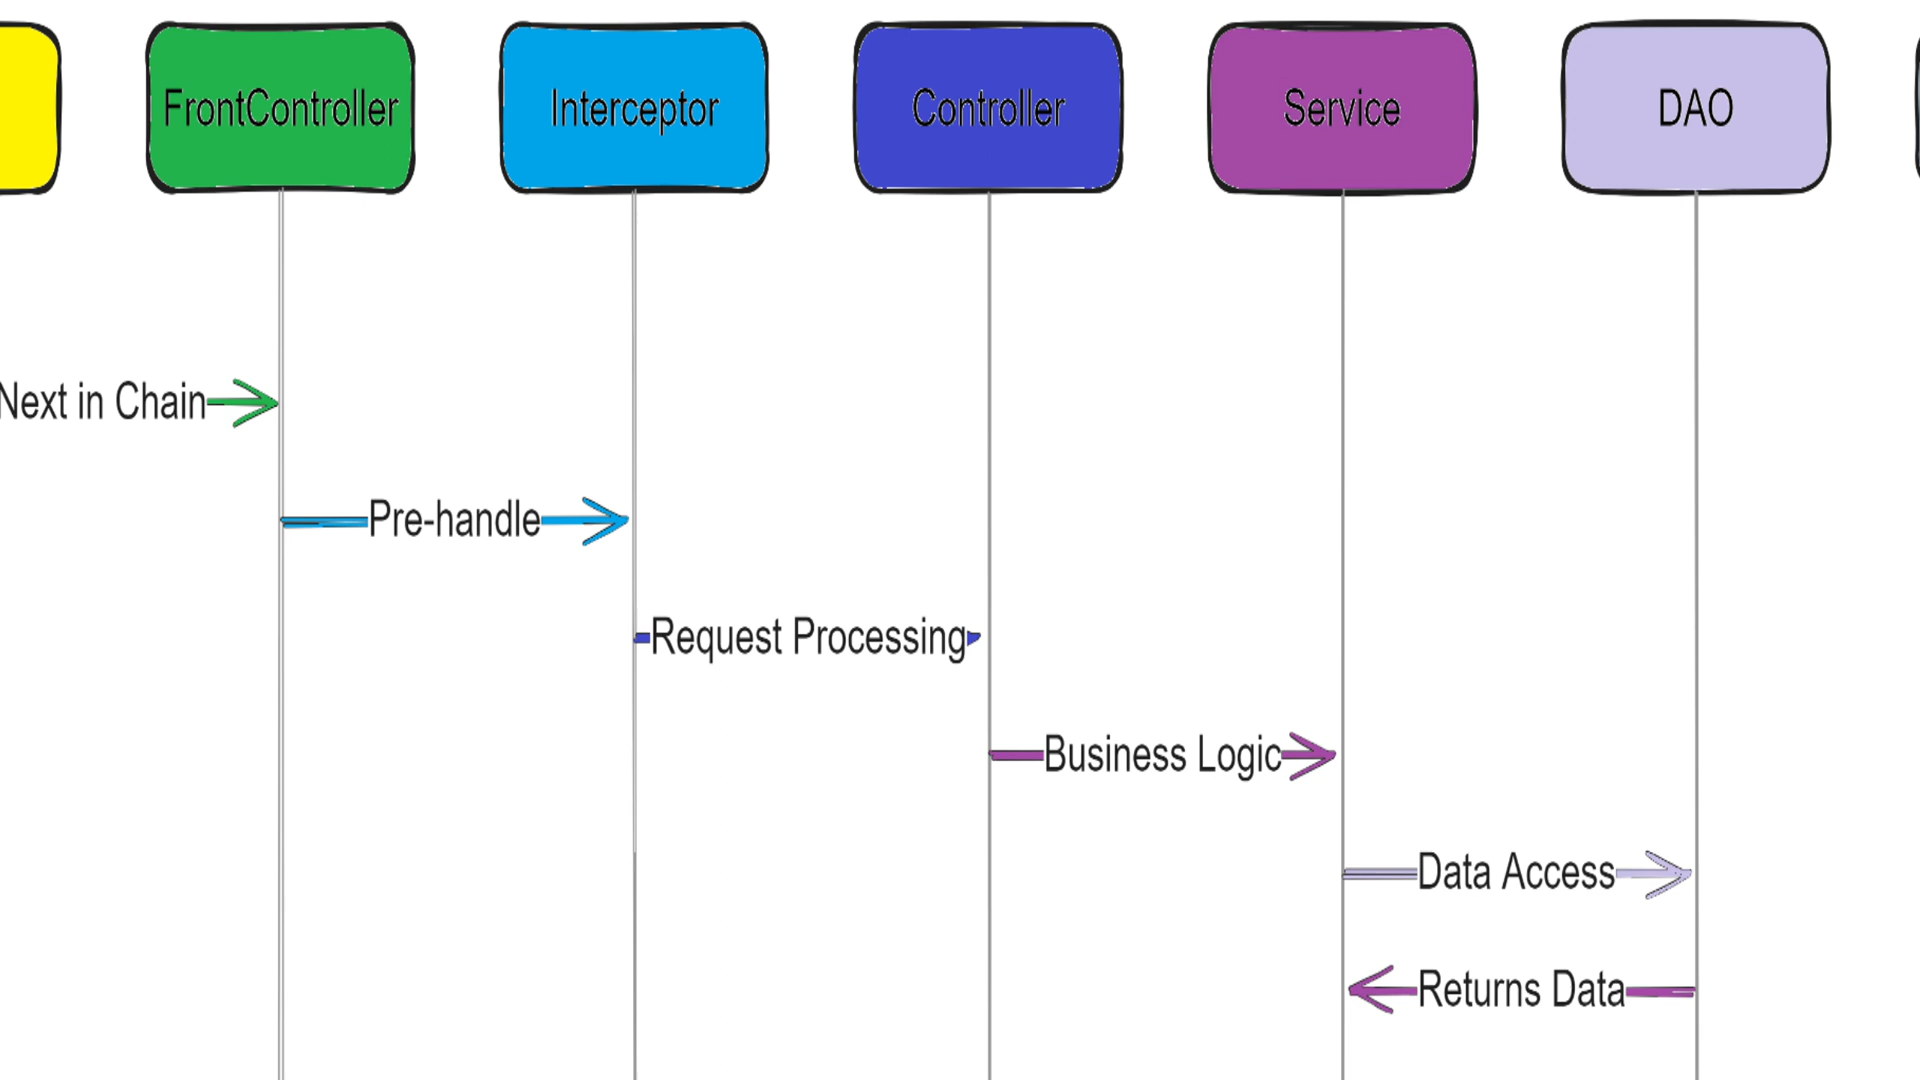 FrontController
Interceptor
Controller
Service
DAO
Next in Chain
Pre-handle
Request Processing
Business Logic
Data Access
Returns Data